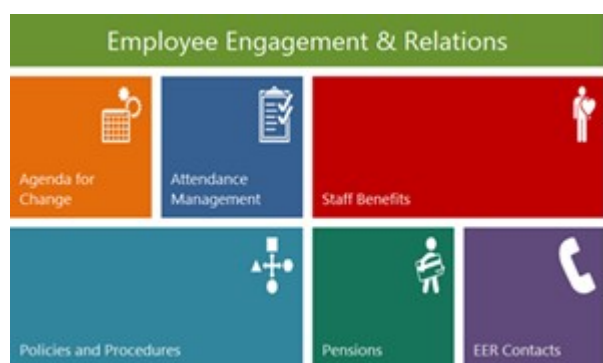 Employee Engagement & Relations
Agenda for
Change
Attendance
Management
Staff Benefits
Policies and Procedures
Pensions
EER Contacts